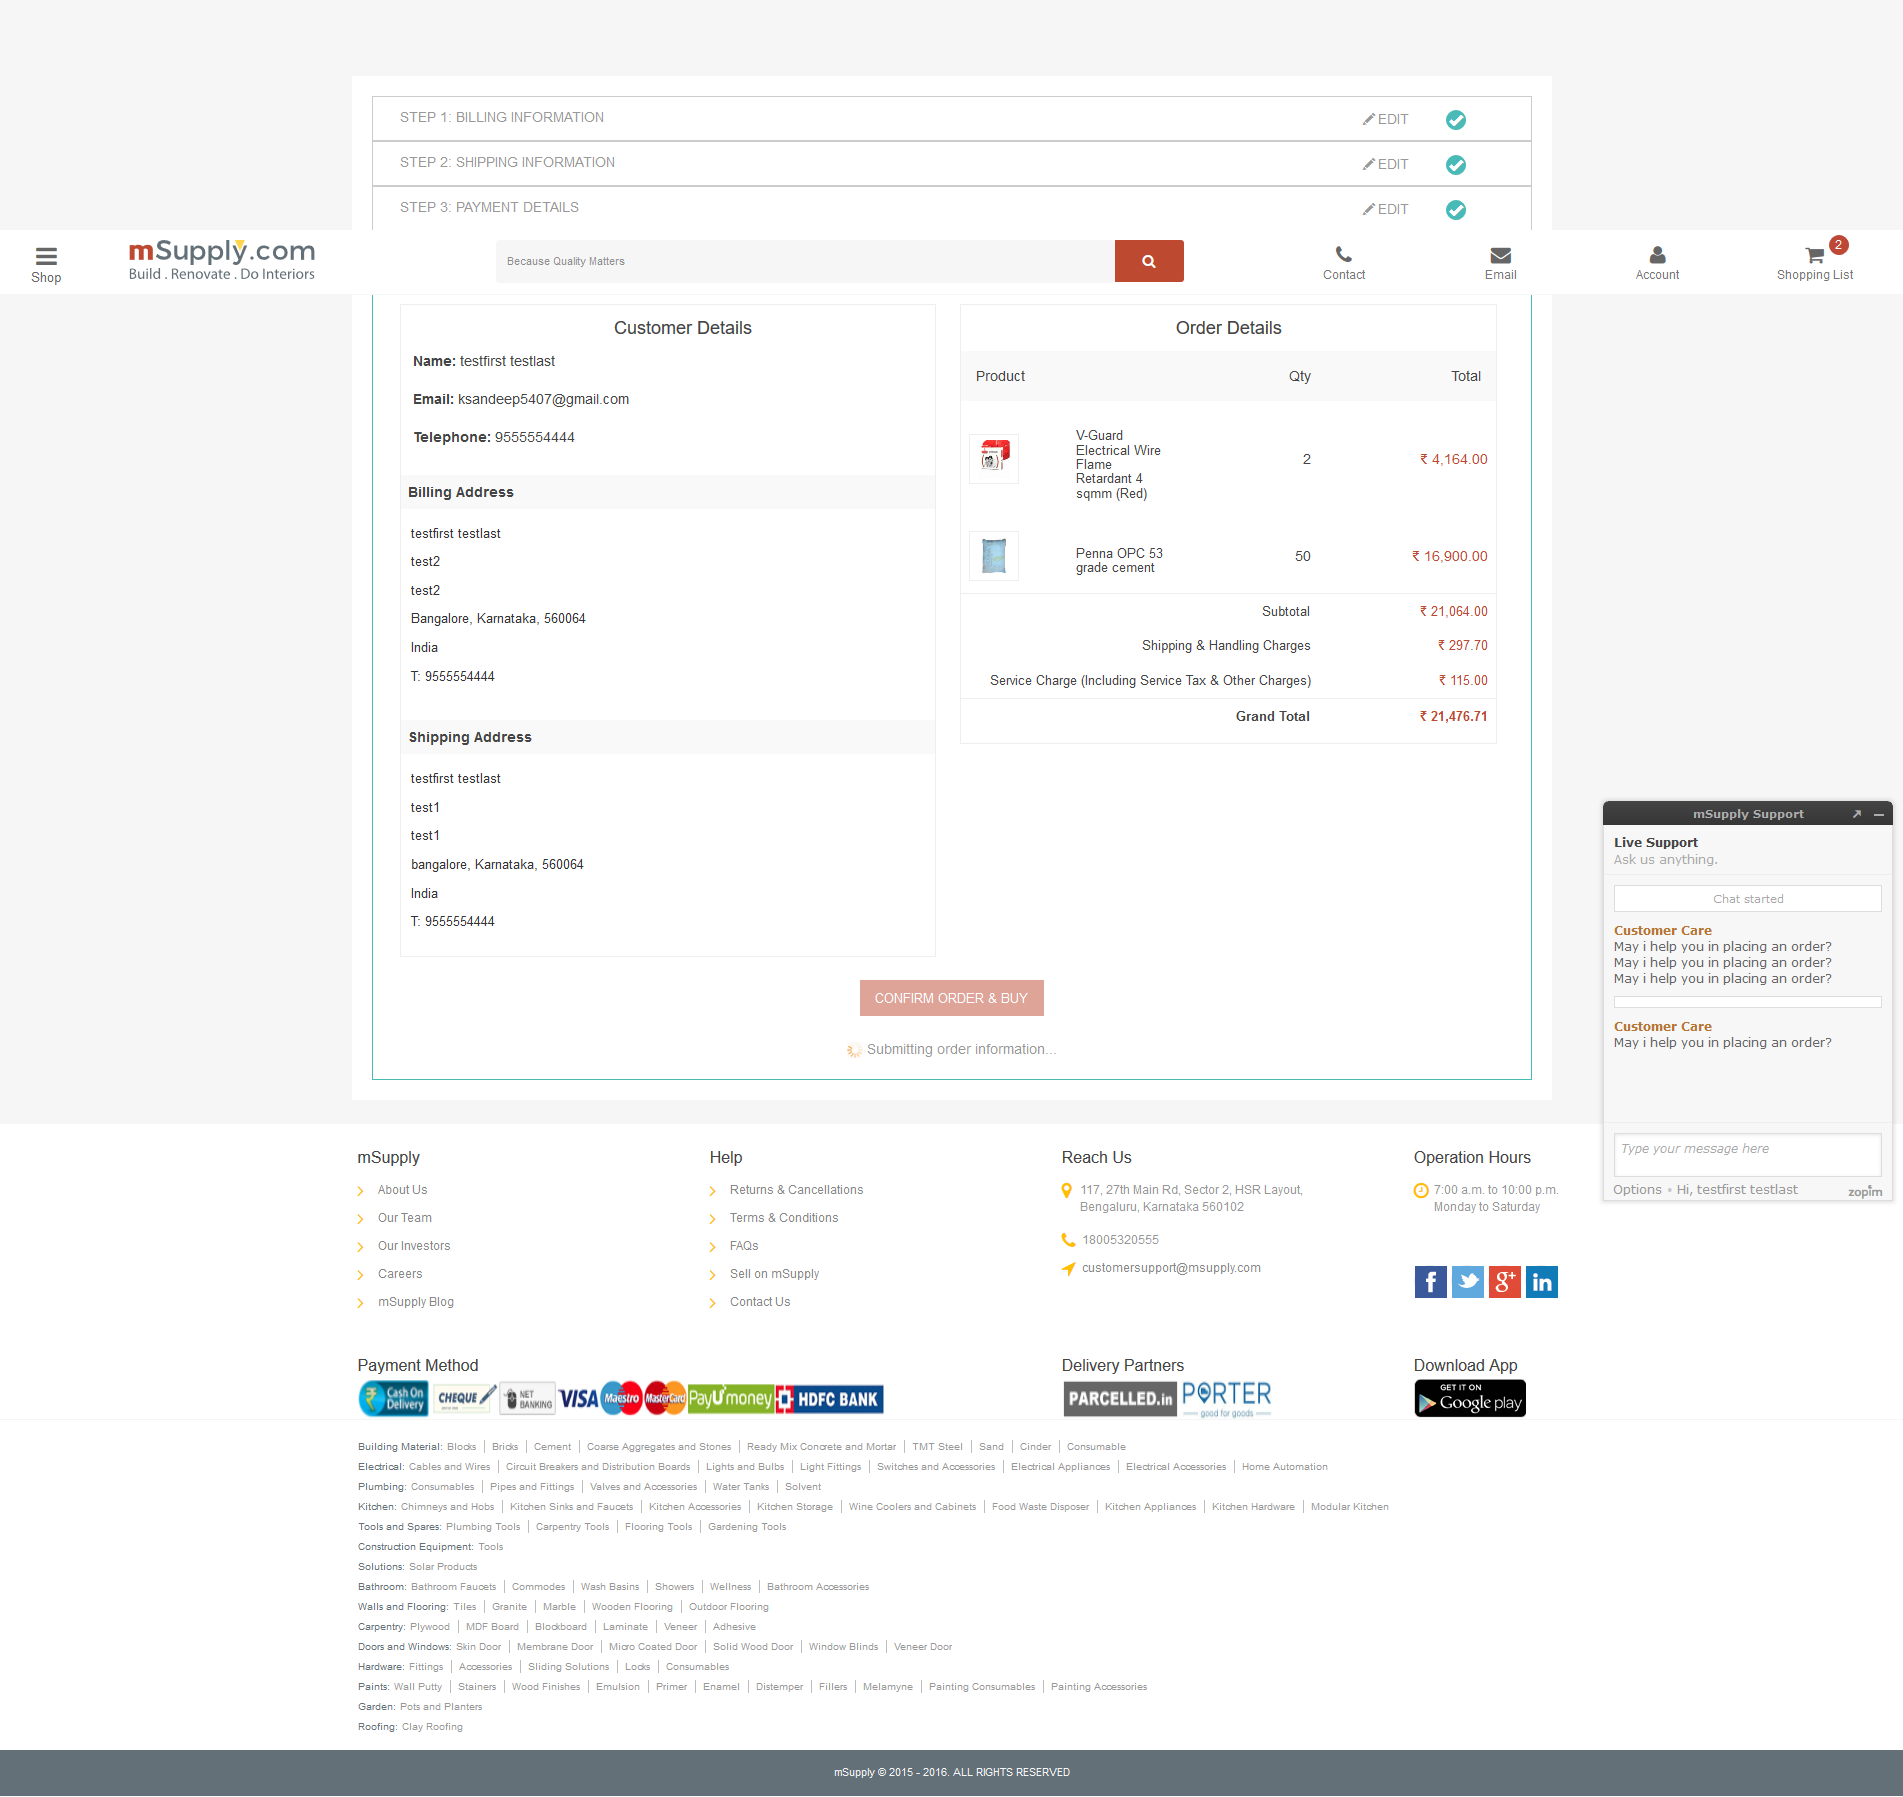 STEP 1: BILLING INFORMATION
EDIT
STEP 2: SHIPPING INFORMATION
EDIT
STEP 3: PAYMENT DETAILS
EDIT
Shop
mSupply.com
Build . Renovate . Do Interiors
Because Quality Matters
Contact
Email
Account
2
Shopping List
Customer Details
Name: testfirst testlast
Email: ksandeep5407@gmail.com
Telephone: 9555554444
Billing Address
testfirst testlast
test2
test2
Bangalore, Karnataka, 560064
India
T: 9555554444
Shipping Address
testfirst testlast
test1
test1
bangalore, Karnataka, 560064
India
T: 9555554444
Order Details
Product Qty Total
V-Guard
Electrical Wire
Flame
Retardant 4
sqmm (Red)
2
₹ 4,164.00
Penna OPC 53
grade cement
50
₹ 16,900.00
Subtotal ₹ 21,064.00
Shipping & Handling Charges ₹ 297.70
Service Charge (Including Service Tax & Other Charges) ₹ 115.00
Grand Total ₹ 21,476.71
CONFIRM ORDER & BUY
Submitting order information...
mSupply Support
Live Support
Ask us anything.
Chat started
Customer Care
May i help you in placing an order?
May i help you in placing an order?
May i help you in placing an order?
Customer Care
May i help you in placing an order?
Type your message here
Options • Hi, testfirst testlast
zopim
mSupply
About Us
Our Team
Our Investors
Careers
mSupply Blog
Help
Returns & Cancellations
Terms & Conditions
FAQs
Sell on mSupply
Contact Us
Reach Us
117, 27th Main Rd, Sector 2, HSR Layout,
Bengaluru, Karnataka 560102
18005320555
customersupport@msupply.com
Operation Hours
7:00 a.m. to 10:00 p.m.
Monday to Saturday
f
g+
in
Payment Method
Cash On
Delivery
CHEQUE
NET
BANKING
VISA
Maestro
MasterCard
PayUmoney
HDFC BANK
Delivery Partners
PARCELLED.in
PORTER
good for goods
Download App
GET IT ON
Google play
Building Material: Blocks | Bricks | Cement | Coarse Aggregates and Stones | Ready Mix Concrete and Mortar | TMT Steel | Sand | Cinder | Consumable
Electrical: Cables and Wires | Circuit Breakers and Distribution Boards | Lights and Bulbs | Light Fittings | Switches and Accessories | Electrical Appliances | Electrical Accessories | Home Automation
Plumbing: Consumables | Pipes and Fittings | Valves and Accessories | Water Tanks | Solvent
Kitchen: Chimneys and Hobs | Kitchen Sinks and Faucets | Kitchen Accessories | Kitchen Storage | Wine Coolers and Cabinets | Food Waste Disposer | Kitchen Appliances | Kitchen Hardware | Modular Kitchen
Tools and Spares: Plumbing Tools | Carpentry Tools | Flooring Tools | Gardening Tools
Construction Equipment: Tools
Solutions: Solar Products
Bathroom: Bathroom Faucets | Commodes | Wash Basins | Showers | Wellness | Bathroom Accessories
Walls and Flooring: Tiles | Granite | Marble | Wooden Flooring | Outdoor Flooring
Carpentry: Plywood | MDF Board | Blockboard | Laminate | Veneer | Adhesive
Doors and Windows: Skin Door | Membrane Door | Micro Coated Door | Solid Wood Door | Window Blinds | Veneer Door
Hardware: Fittings | Accessories | Sliding Solutions | Locks | Consumables
Paints: Wall Putty | Stainers | Wood Finishes | Emulsion | Primer | Enamel | Distemper | Fillers | Melamyne | Painting Consumables | Painting Accessories
Garden: Pots and Planters
Roofing: Clay Roofing
mSupply © 2015 - 2016. ALL RIGHTS RESERVED